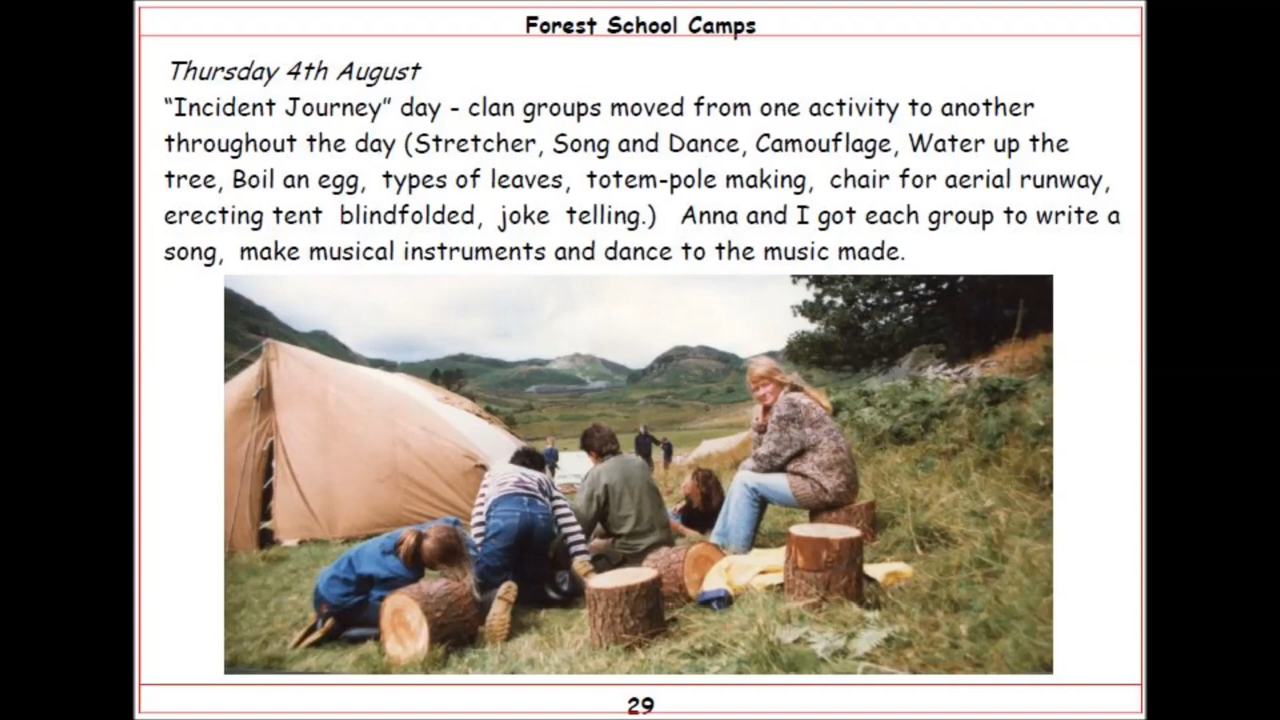 Forest School Camps
Thursday 4th August
“Incident Journey” day - clan groups moved from one activity to another
throughout the day (Stretcher, Song and Dance, Camouflage, Water up the
tree, Boil an egg, types of leaves, totem-pole making, chair for aerial runway,
erecting tent blindfolded, joke telling.) Anna and I got each group to write a
song, make musical instruments and dance to the music made.
29